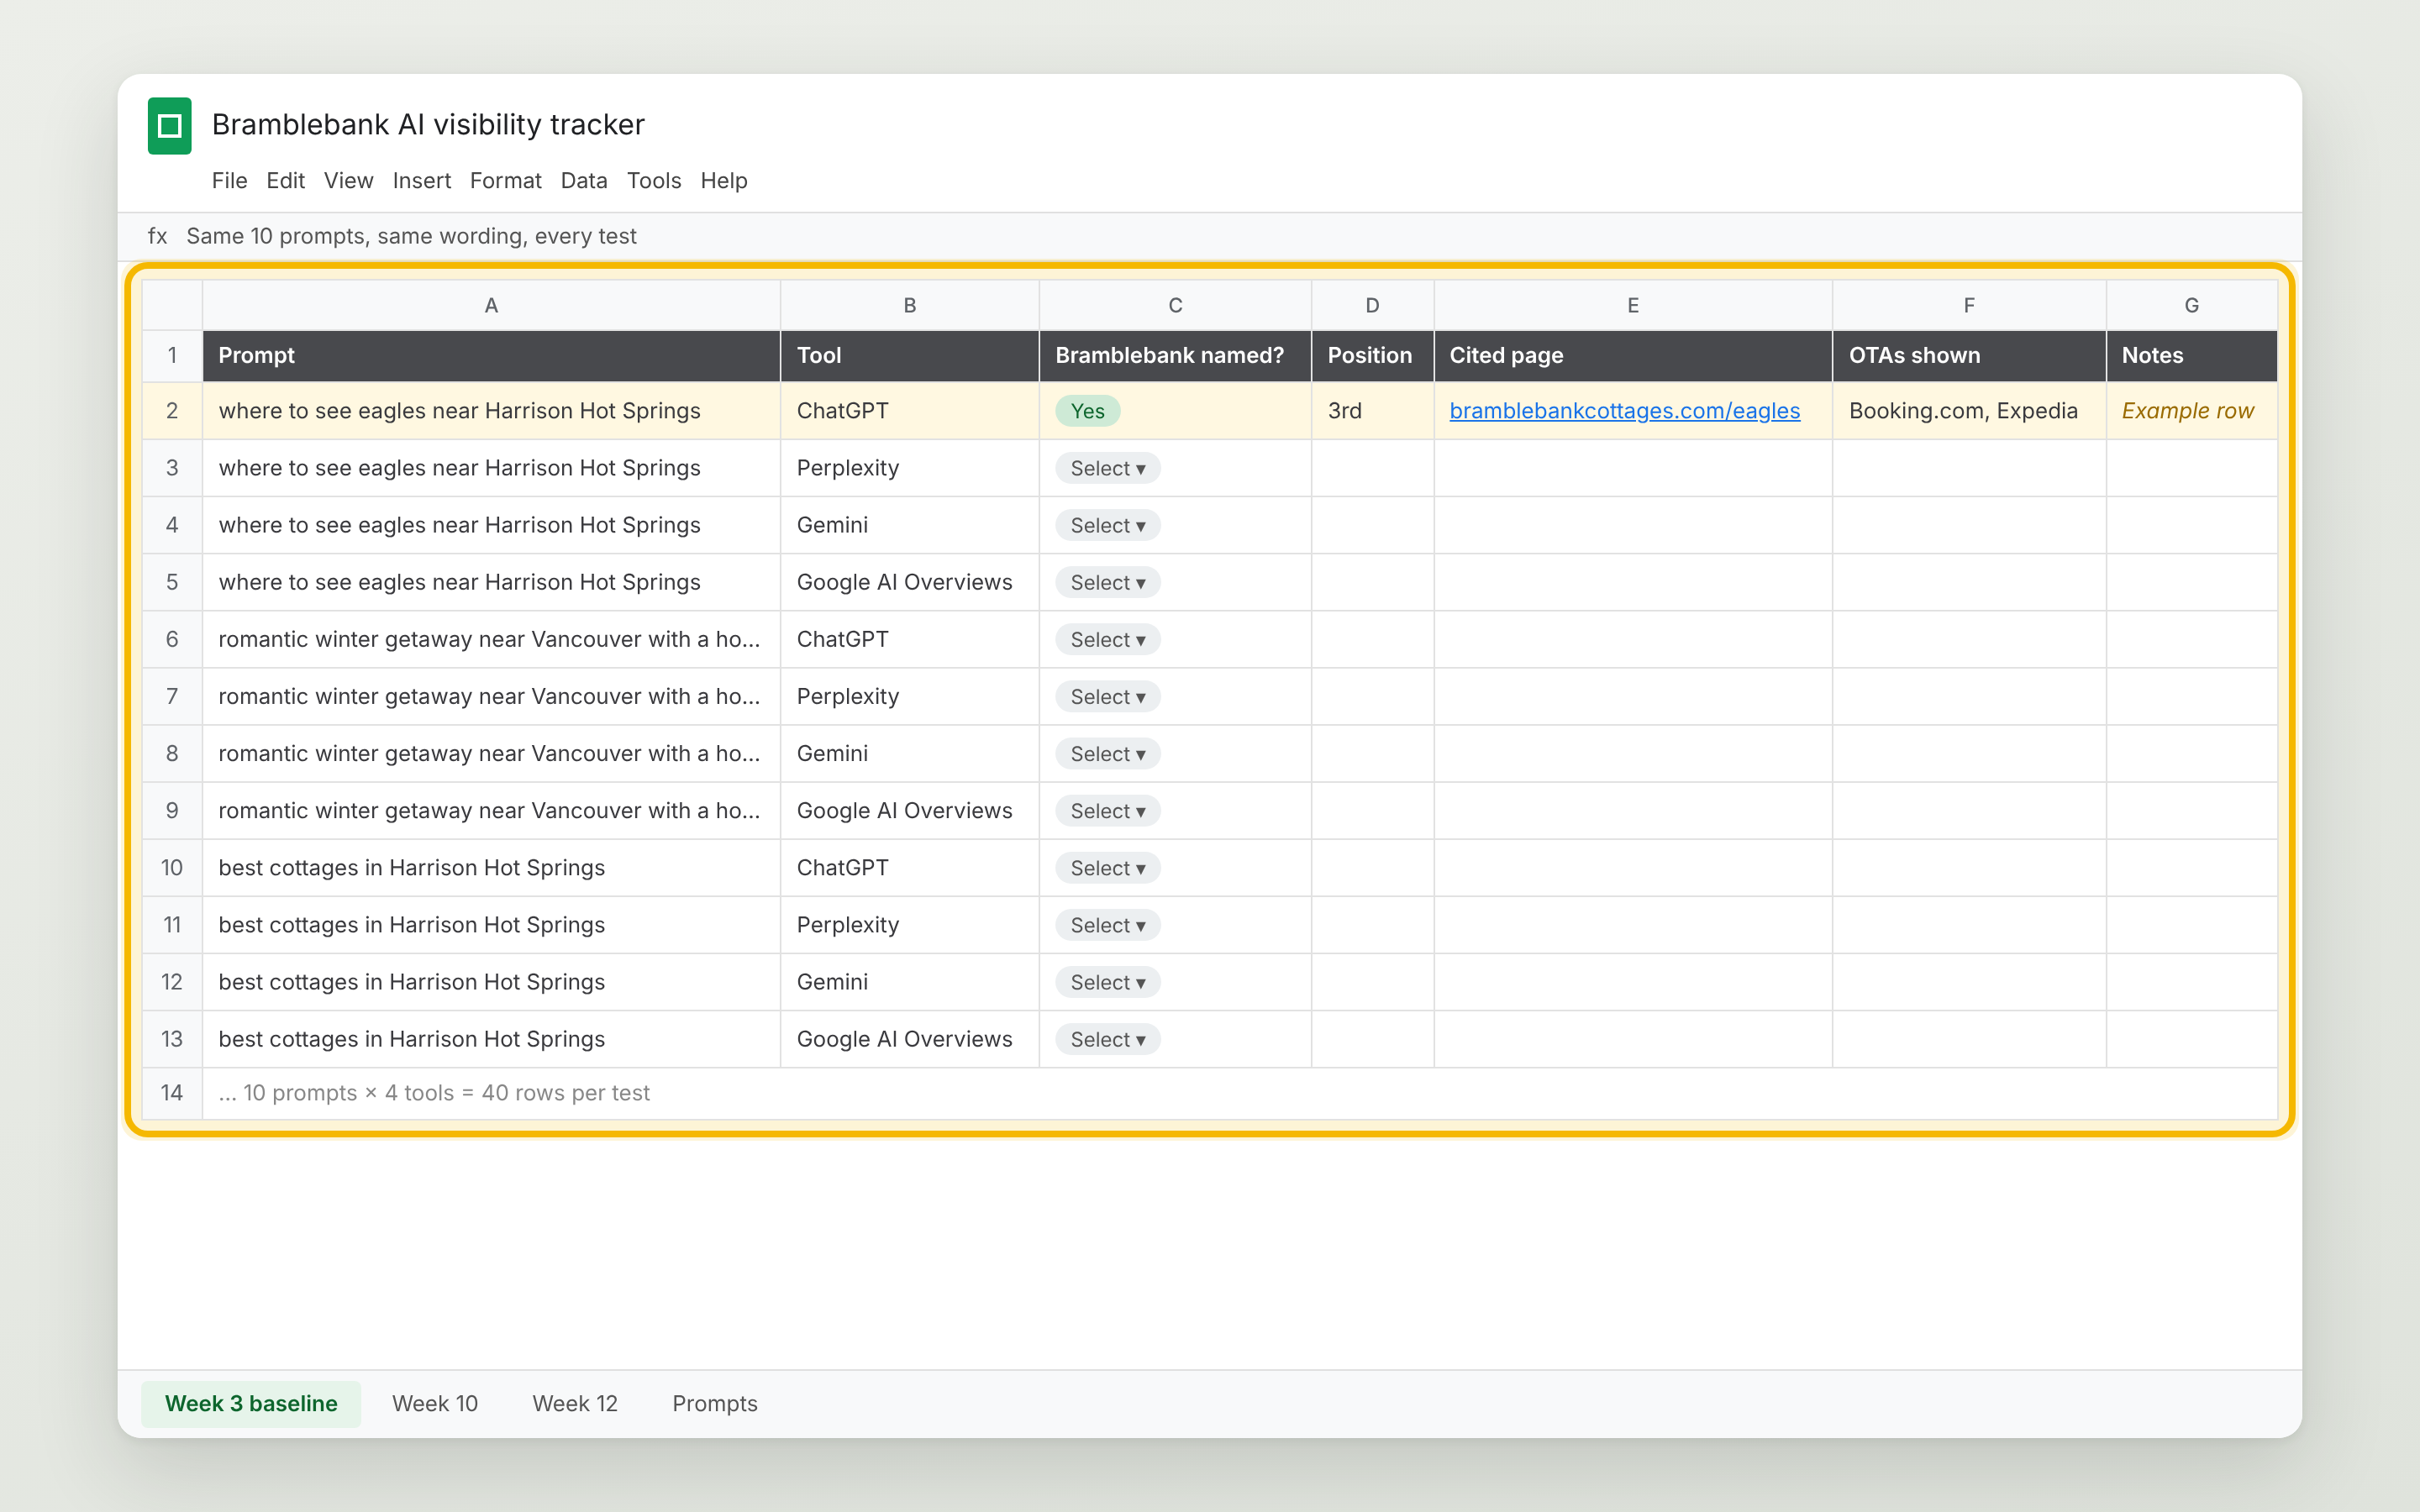 Bramblebank AI visibility tracker
File Edit View Insert Format Data Tools Help
fx Same 10 prompts, same wording, every test
A B C D E F G
1 Prompt Tool Bramblebank named? Position Cited page OTAs shown Notes
2 where to see eagles near Harrison Hot Springs ChatGPT Yes 3rd bramblebankcottages.com/eagles Booking.com, Expedia Example row
3 where to see eagles near Harrison Hot Springs Perplexity Select ▾
4 where to see eagles near Harrison Hot Springs Gemini Select ▾
5 where to see eagles near Harrison Hot Springs Google AI Overviews Select ▾
6 romantic winter getaway near Vancouver with a ho... ChatGPT Select ▾
7 romantic winter getaway near Vancouver with a ho... Perplexity Select ▾
8 romantic winter getaway near Vancouver with a ho... Gemini Select ▾
9 romantic winter getaway near Vancouver with a ho... Google AI Overviews Select ▾
10 best cottages in Harrison Hot Springs ChatGPT Select ▾
11 best cottages in Harrison Hot Springs Perplexity Select ▾
12 best cottages in Harrison Hot Springs Gemini Select ▾
13 best cottages in Harrison Hot Springs Google AI Overviews Select ▾
14 ... 10 prompts × 4 tools = 40 rows per test
Week 3 baseline Week 10 Week 12 Prompts